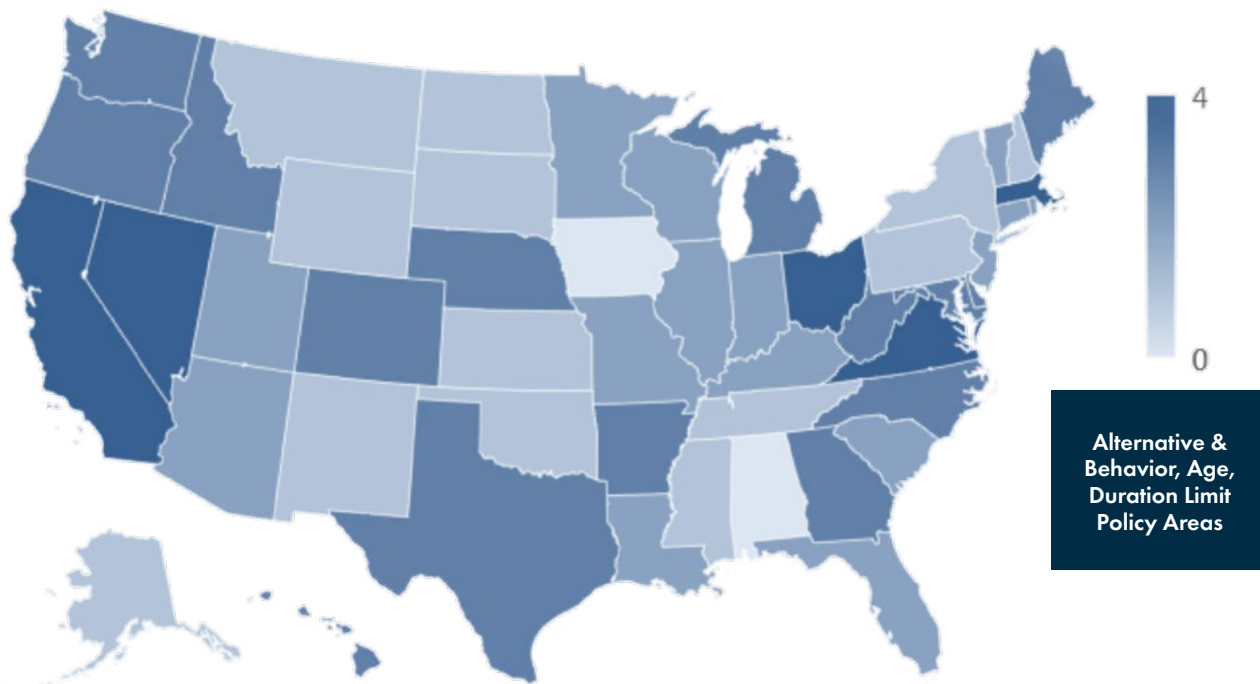 4
0
Alternative &
Behavior, Age,
Duration Limit
Policy Areas